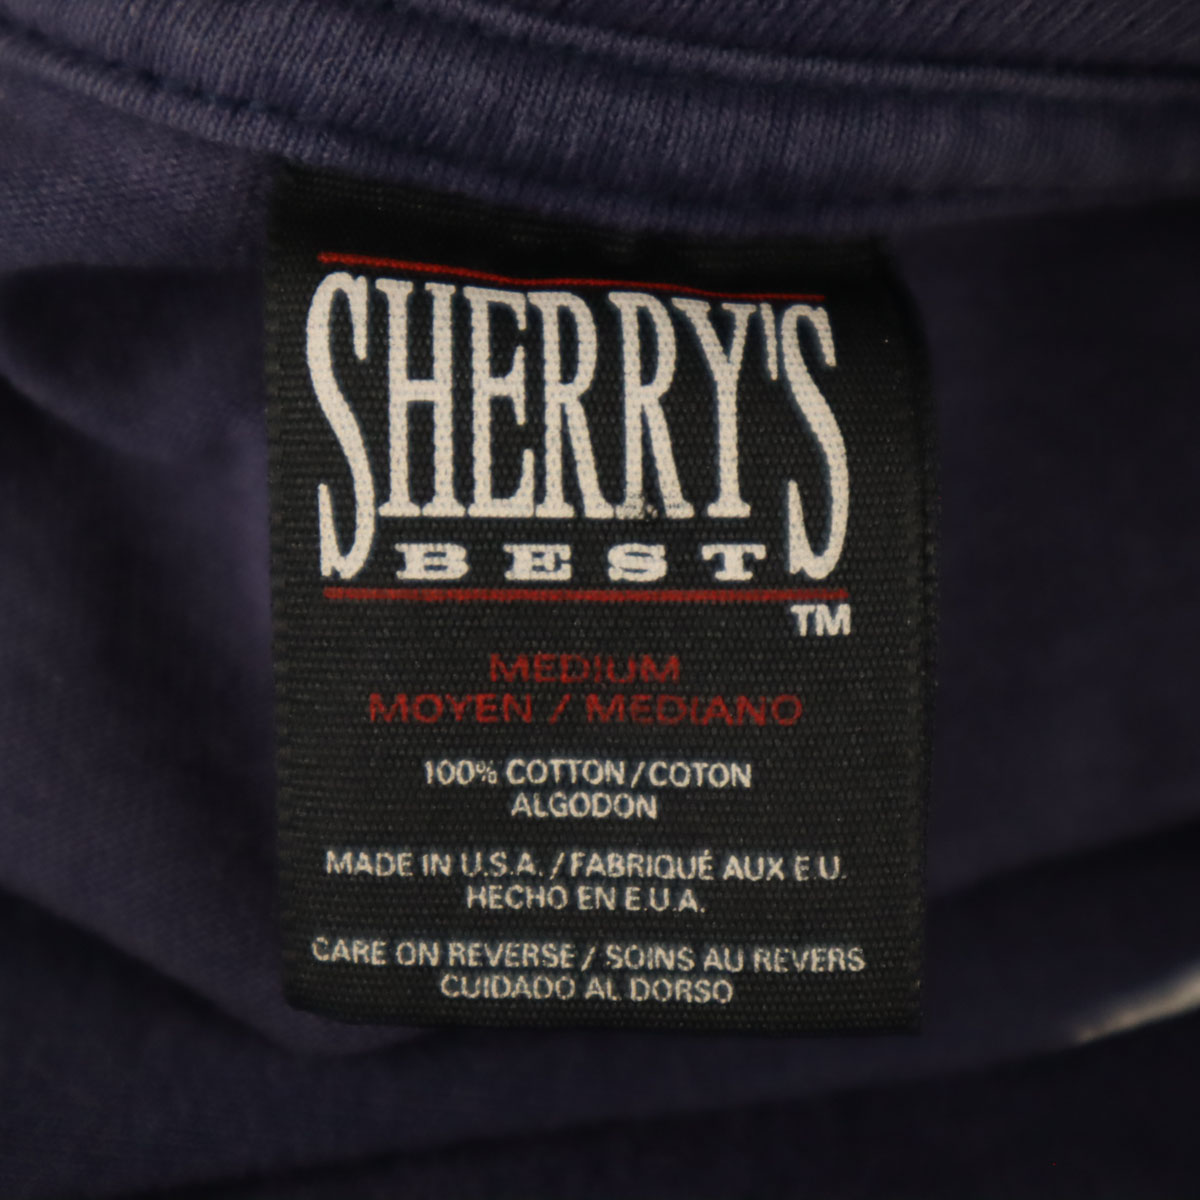 SHERRY'S
BEST
TM
MEDIUM
MOYEN / MEDIANO
100% COTTON/COTON
ALGODON
MADE IN U.S.A. / FABRIQUÉ AUX E.U.
HECHO EN E.U.A.
CARE ON REVERSE / SOINS AU REVERS
CUIDADO AL DORSO